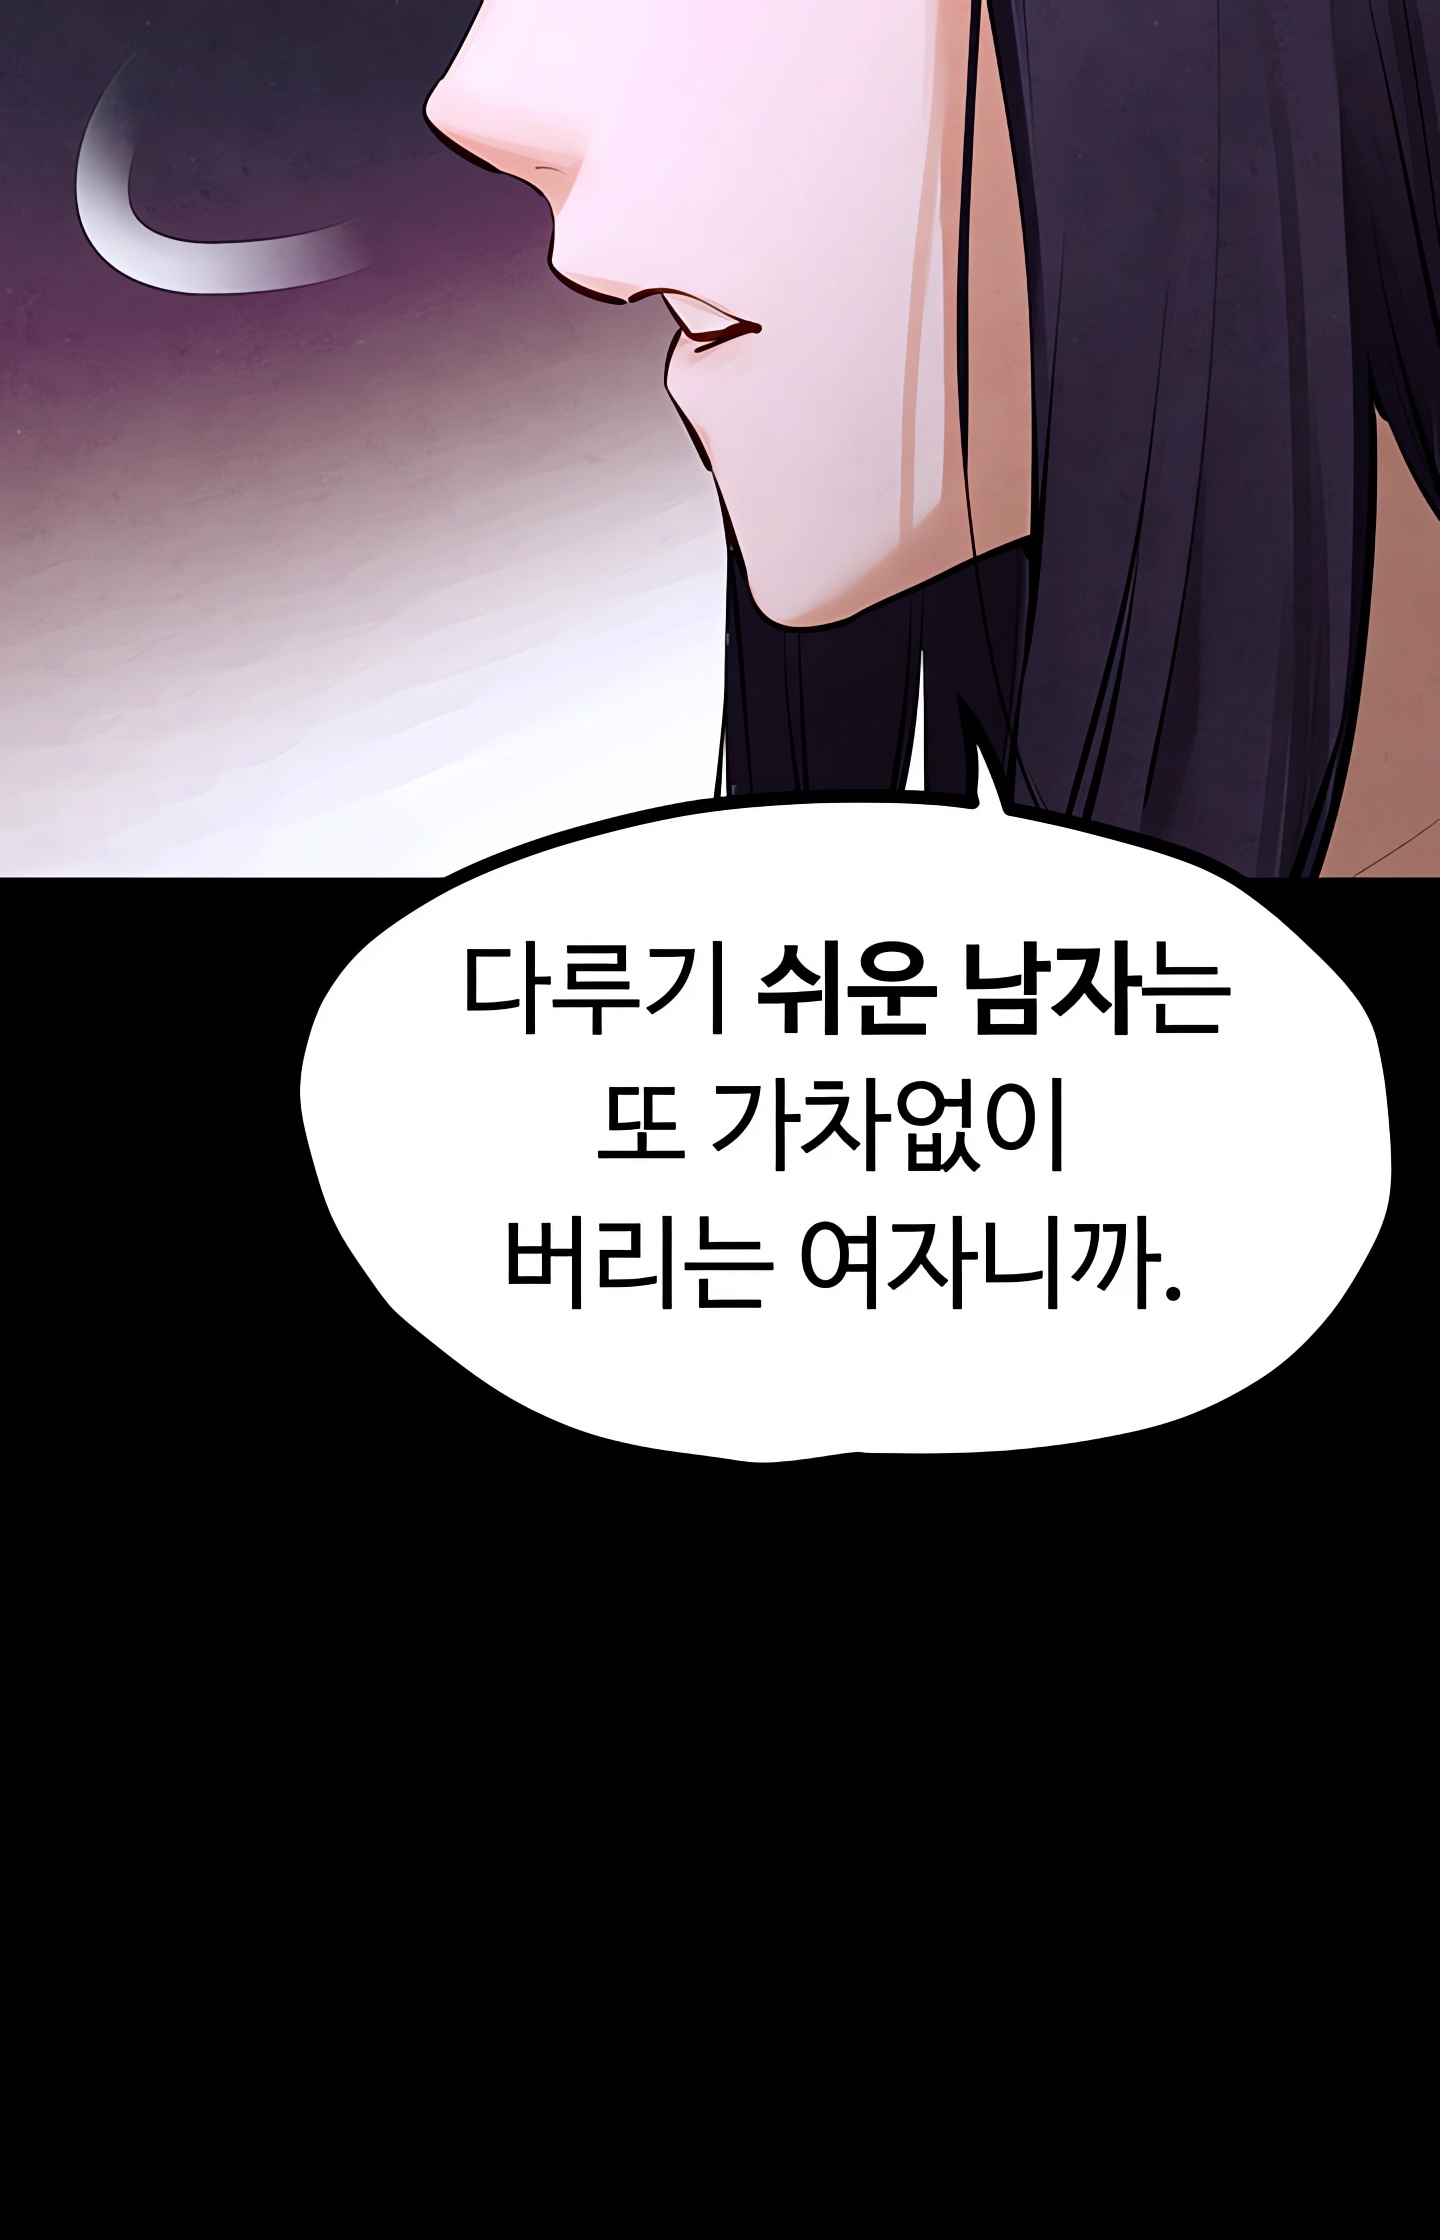 다루기 쉬운 남자는
또 가차없이
버리는 여자니까.